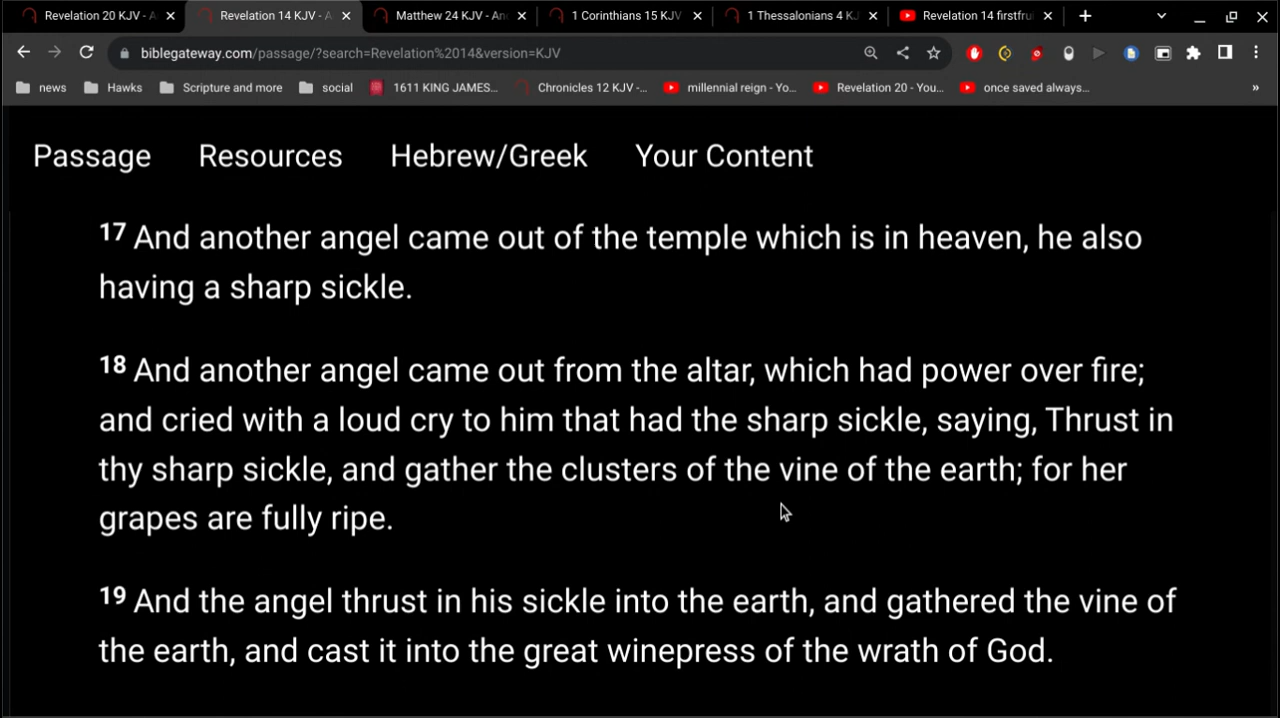 Revelation 20 KJV - A
Revelation 14 KJV - A
Matthew 24 KJV - An
1 Corinthians 15 KJV
1 Thessalonians 4 KJ
Revelation 14 firstfru
biblegateway.com/passage/?search=Revelation%2014&version=KJV
news Hawks Scripture and more social 1611 KING JAMES... Chronicles 12 KJV -... millennial reign - Yo... Revelation 20 - You... once saved always... »
Passage Resources Hebrew/Greek Your Content
17 And another angel came out of the temple which is in heaven, he also
having a sharp sickle.
18 And another angel came out from the altar, which had power over fire;
and cried with a loud cry to him that had the sharp sickle, saying, Thrust in
thy sharp sickle, and gather the clusters of the vine of the earth; for her
grapes are fully ripe.
19 And the angel thrust in his sickle into the earth, and gathered the vine of
the earth, and cast it into the great winepress of the wrath of God.